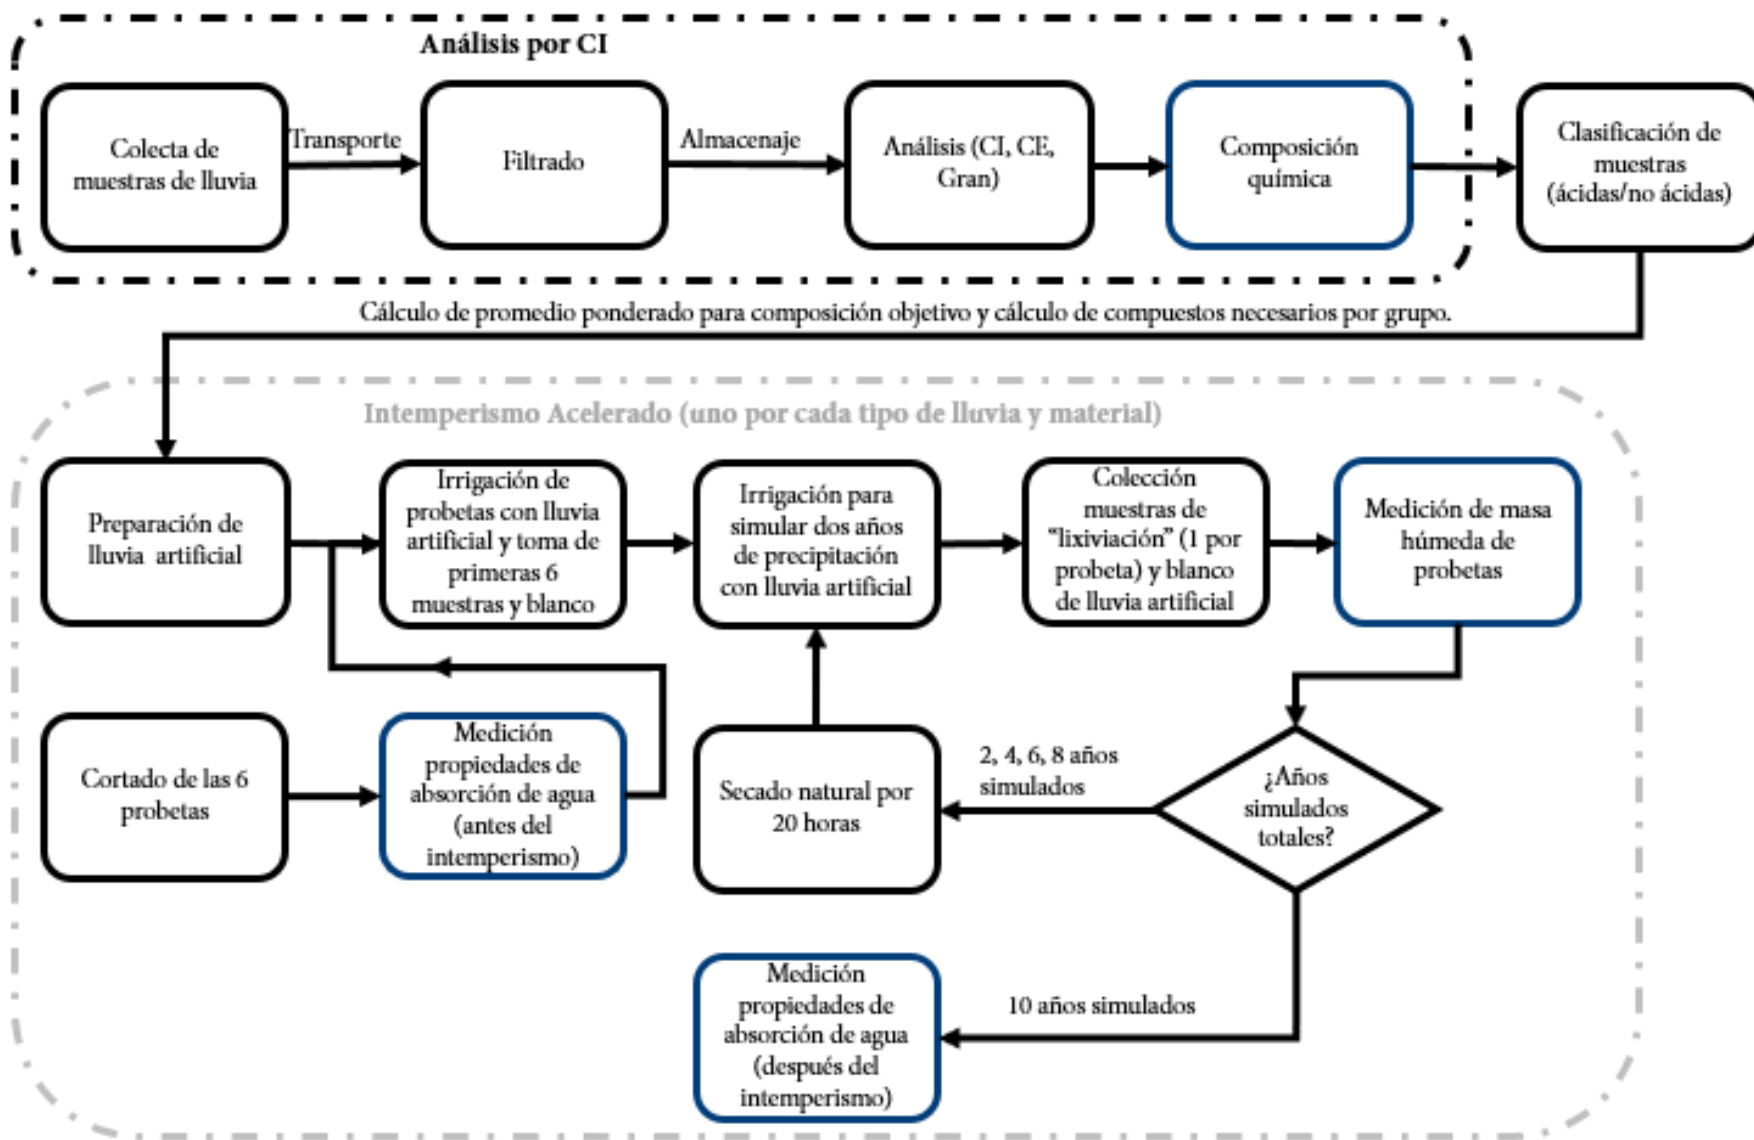 Análisis por CI
Colecta de
muestras de lluvia
Transporte
Filtrado
Almacenaje
Análisis (CI, CE,
Gran)
Composición
química
Clasificación de
muestras
(ácidas/no ácidas)
Cálculo de promedio ponderado para composición objetivo y cálculo de compuestos necesarios por grupo.
Intemperismo Acelerado (uno por cada tipo de lluvia y material)
Preparación de
lluvia artificial
Irrigación de
probetas con lluvia
artificial y toma de
primeras 6
muestras y blanco
Irrigación para
simular dos años
de precipitación
con lluvia artificial
Colección
muestras de
“lixiviación” (1 por
probeta) y blanco
de lluvia artificial
Medición de masa
húmeda de
probetas
Cortado de las 6
probetas
Medición
propiedades de
absorción de agua
(antes del
intemperismo)
Secado natural por
20 horas
2, 4, 6, 8 años
simulados
¿Años
simulados
totales?
Medición
propiedades de
absorción de agua
(después del
intemperismo)
10 años simulados